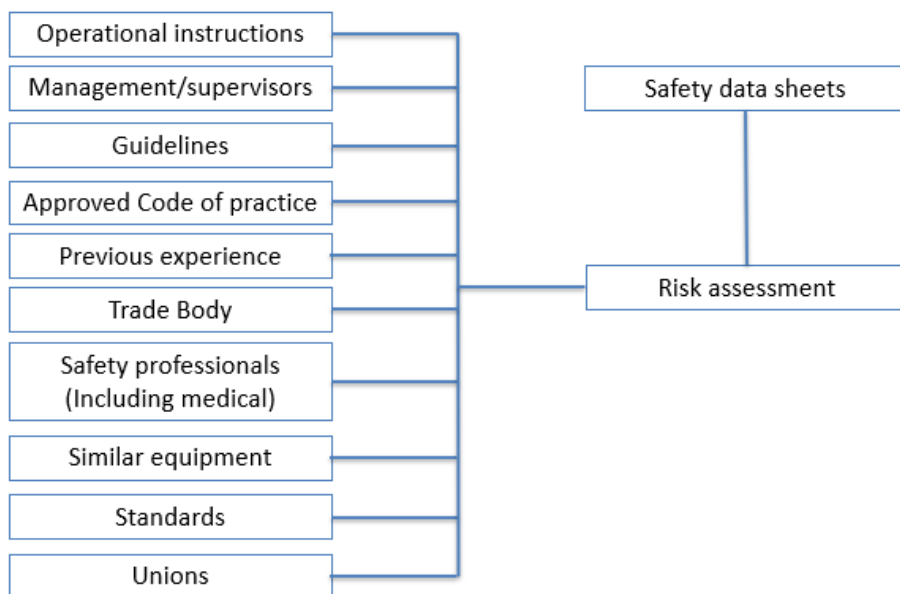 Operational instructions
Management/supervisors
Guidelines
Approved Code of practice
Previous experience
Trade Body
Safety professionals
(Including medical)
Similar equipment
Standards
Unions
Safety data sheets
Risk assessment